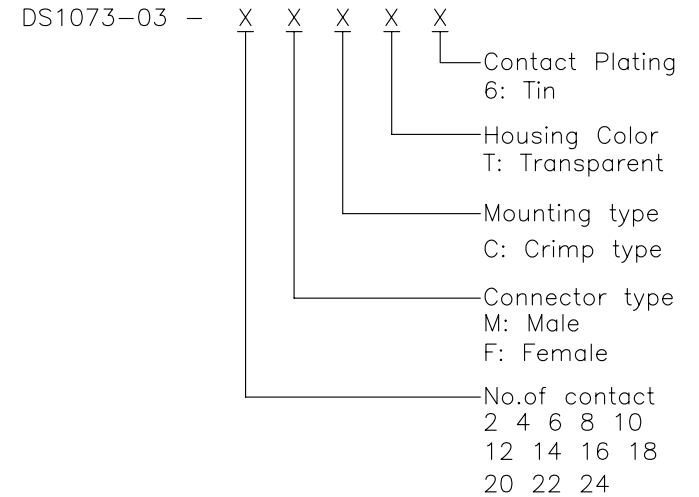 DS1073-03 - X X X X X
Contact Plating
6: Tin
Housing Color
T: Transparent
Mounting type
C: Crimp type
Connector type
M: Male
F: Female
No.of contact
2 4 6 8 10
12 14 16 18
20 22 24